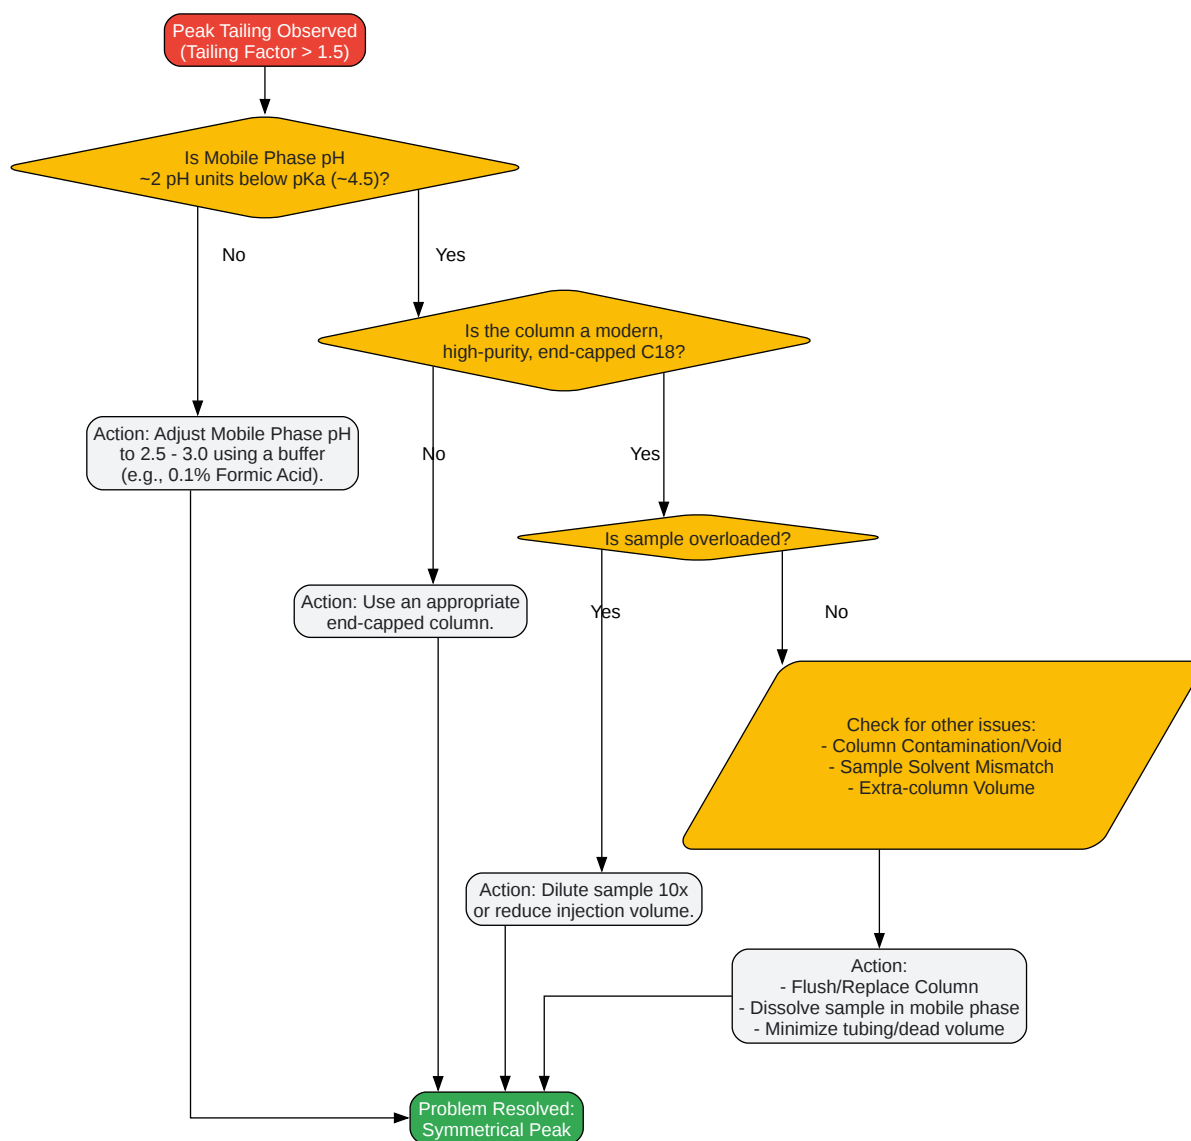 Peak Tailing Observed
(Tailing Factor > 1.5)
Is Mobile Phase pH
~2 pH units below pKa (~4.5)?
No
Yes
Is the column a modern,
high-purity, end-capped C18?
Action: Adjust Mobile Phase pH
to 2.5 - 3.0 using a buffer
(e.g., 0.1% Formic Acid).
No
Yes
Is sample overloaded?
Action: Use an appropriate
end-capped column.
Yes
No
Check for other issues:
- Column Contamination/Void
- Sample Solvent Mismatch
- Extra-column Volume
Action: Dilute sample 10x
or reduce injection volume.
Action:
- Flush/Replace Column
- Dissolve sample in mobile phase
- Minimize tubing/dead volume
Problem Resolved:
Symmetrical Peak